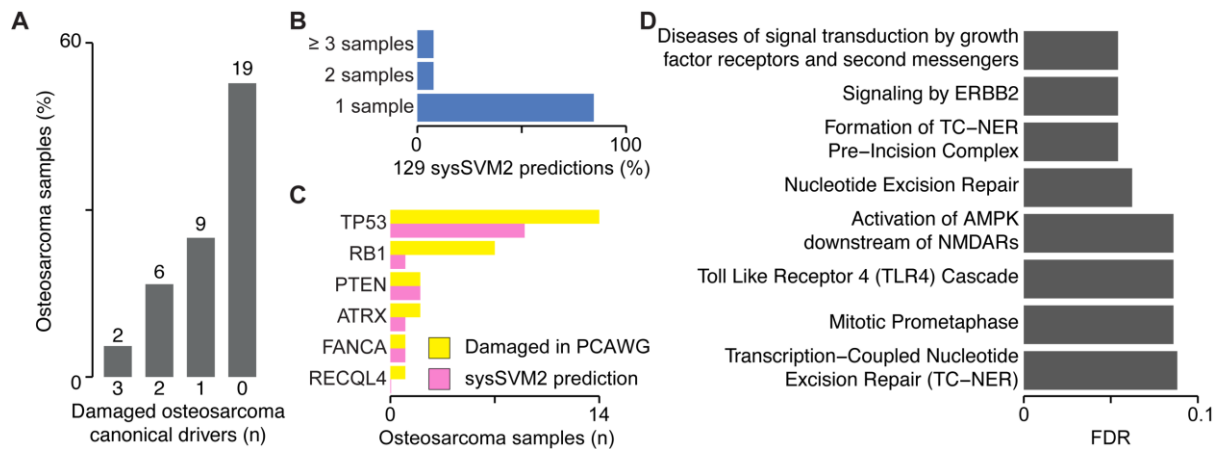 A
60
19
9
6
2
0
3 2 1 0
Osteosarcoma samples (%)
Damaged osteosarcoma
canonical drivers (n)
B
≥ 3 samples
2 samples
1 sample
0 100
129 sysSVM2 predictions (%)
C
TP53
RB1
PTEN
ATRX
FANCA
RECQL4
Damaged in PCAWG
sysSVM2 prediction
0 14
Osteosarcoma samples (n)
D
Diseases of signal transduction by growth
factor receptors and second messengers
Signaling by ERBB2
Formation of TC−NER
Pre−Incision Complex
Nucleotide Excision Repair
Activation of AMPK
downstream of NMDARs
Toll Like Receptor 4 (TLR4) Cascade
Mitotic Prometaphase
Transcription−Coupled Nucleotide
Excision Repair (TC−NER)
0 0.1
FDR